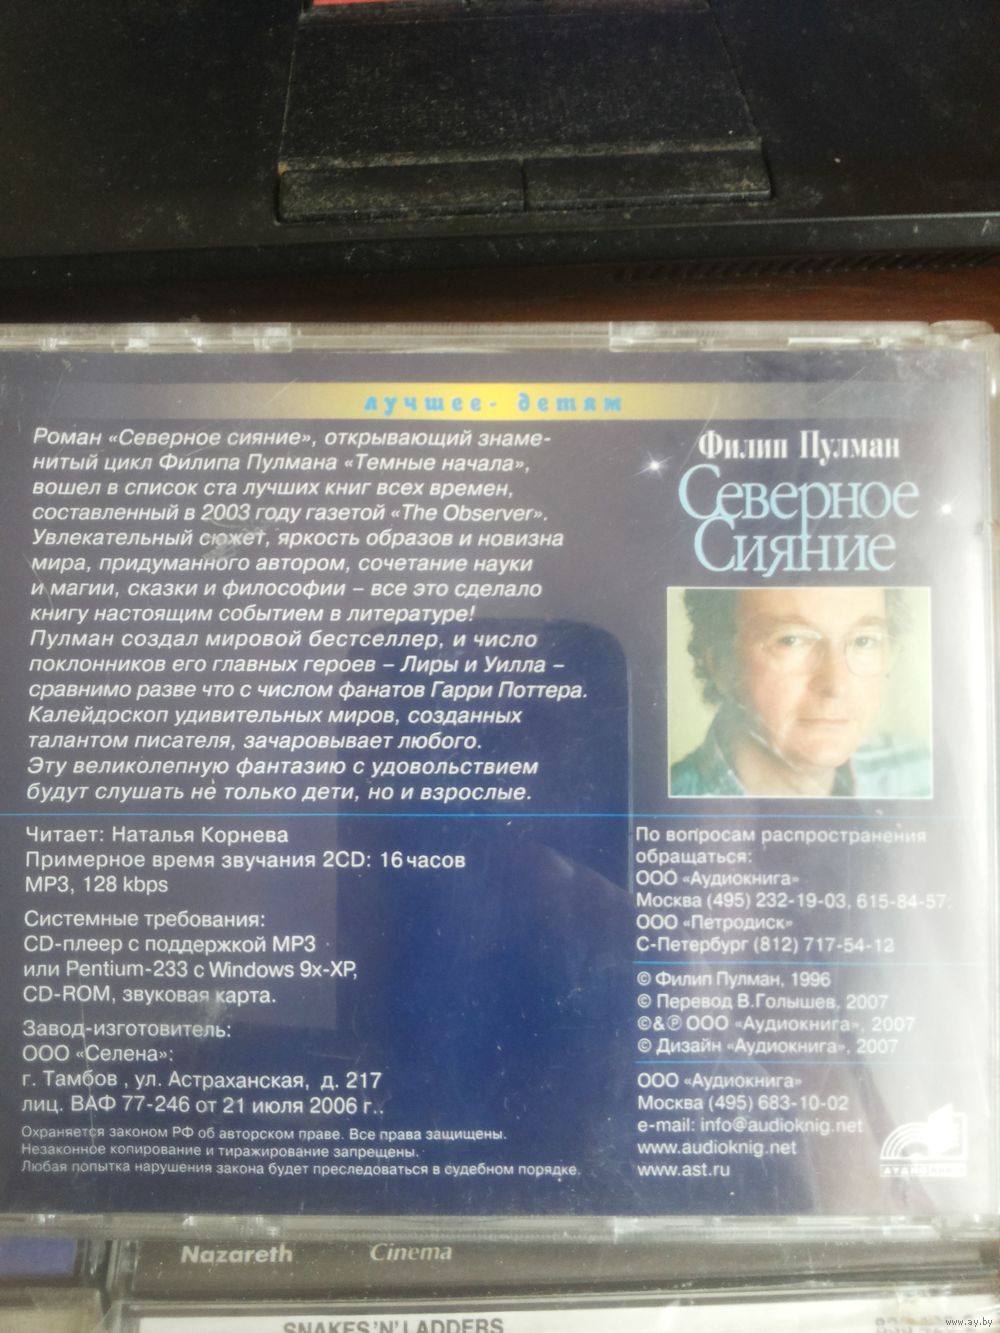 лучшее- детям
Роман «Северное сияние», открывающий знаме-
нитый цикл Филипа Пулмана «Темные начала»,
вошел в список ста лучших книг всех времен,
составленный в 2003 году газетой «The Observer».
Увлекательный сюжет, яркость образов и новизна
мира, придуманного автором, сочетание науки
и магии, сказки и философии – все это сделало
книгу настоящим событием в литературе!
Пулман создал мировой бестселлер, и число
поклонников его главных героев – Лиры и Уилла –
сравнимо разве что с числом фанатов Гарри Поттера.
Калейдоскоп удивительных миров, созданных
талантом писателя, зачаровывает любого.
Эту великолепную фантазию с удовольствием
будут слушать не только дети, но и взрослые.
Филип Пулман
Северное
Сияние
Читает: Наталья Корнева
Примерное время звучания 2CD: 16 часов
MP3, 128 kbps
Системные требования:
CD-плеер с поддержкой MP3
или Pentium-233 с Windows 9x-XP,
CD-ROM, звуковая карта.
Завод-изготовитель:
ООО «Селена»:
г. Тамбов , ул. Астраханская, д. 217
лиц. ВАФ 77-246 от 21 июля 2006 г..
Охраняется законом РФ об авторском праве. Все права защищены.
Незаконное копирование и тиражирование запрещены.
Любая попытка нарушения закона будет преследоваться в судебном порядке.
По вопросам распространения
обращаться:
ООО «Аудиокнига»
Москва (495) 232-19-03, 615-84-57;
ООО «Петродиск»
С-Петербург (812) 717-54-12
© Филип Пулман, 1996
© Перевод В.Голышев, 2007
©&℗ ООО «Аудиокнига», 2007
© Дизайн «Аудиокнига», 2007
ООО «Аудиокнига»
Москва (495) 683-10-02
e-mail: info@audioknig.net
www.audioknig.net
www.ast.ru
АУДИОКНИГА
Nazareth Cinema
SNAKES 'N' LADDERS
www.ay.by